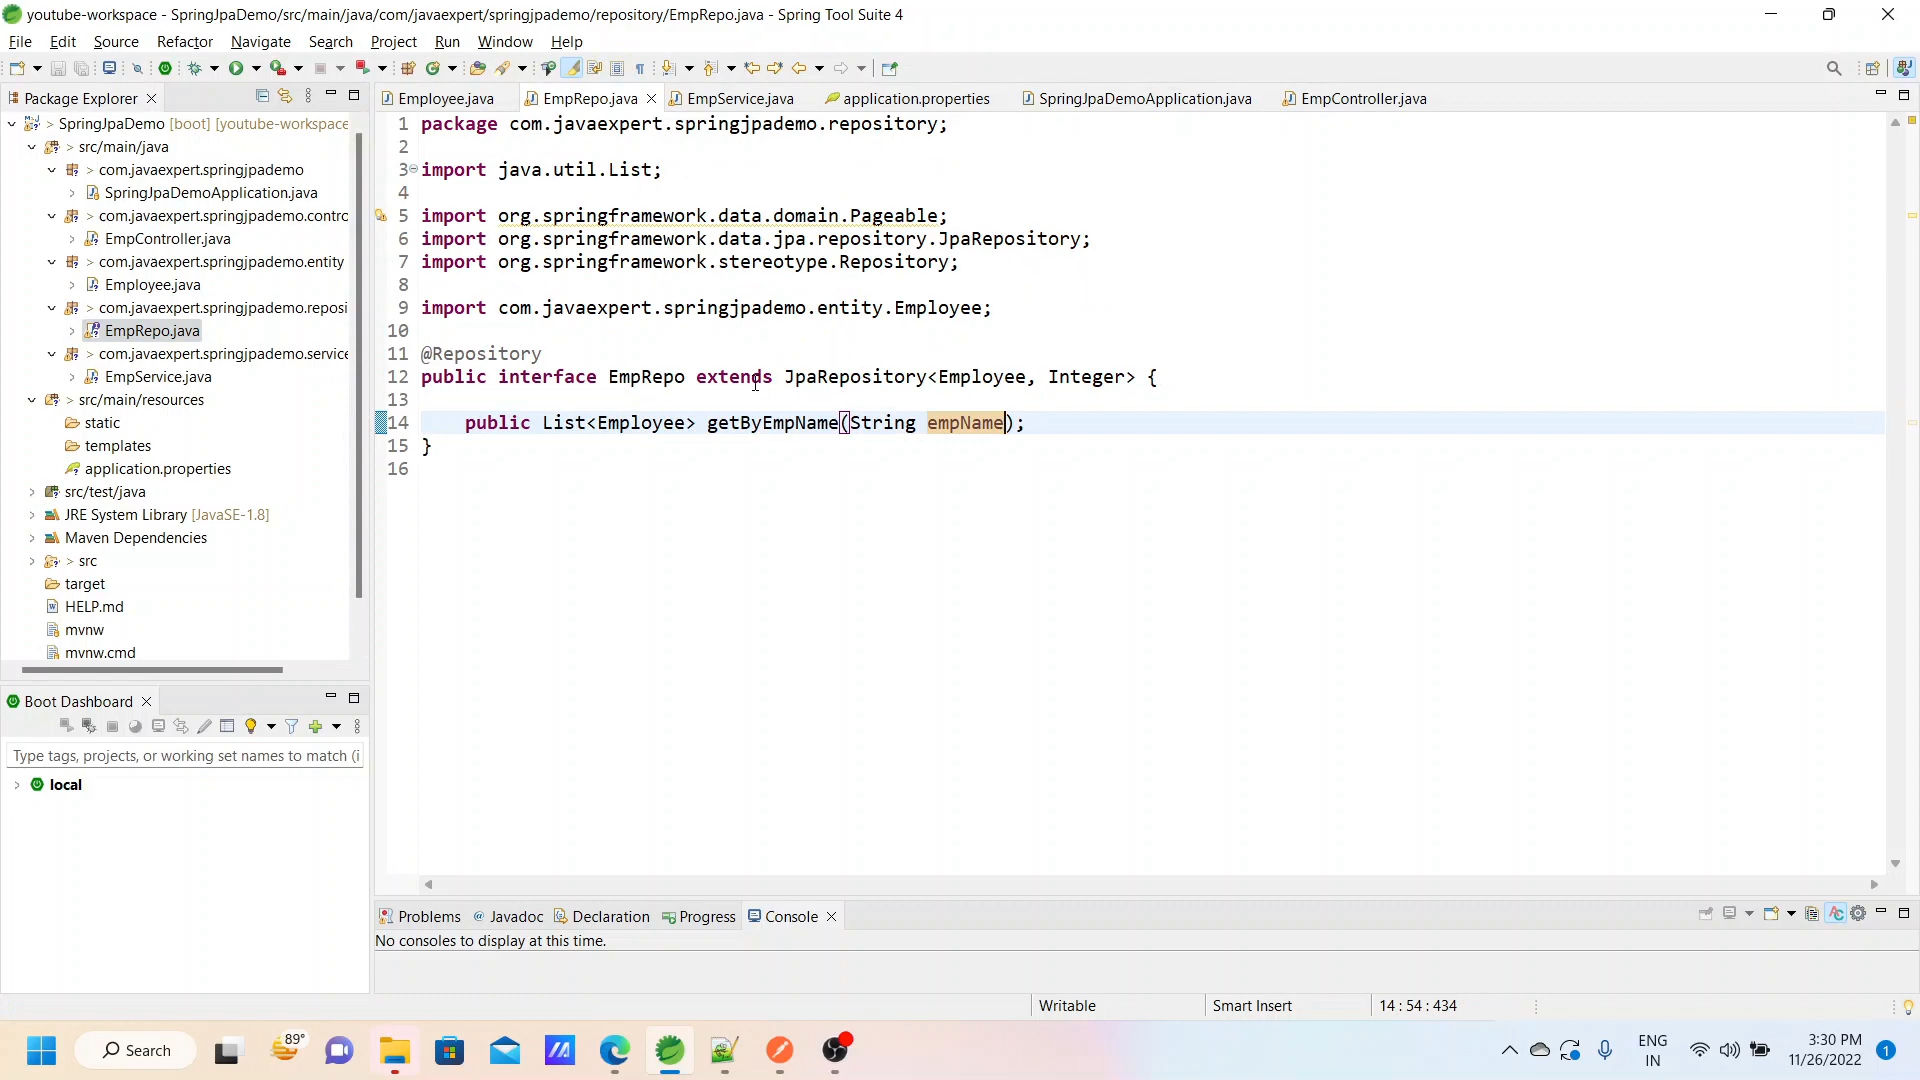 youtube-workspace - SpringJpaDemo/src/main/java/com/javaexpert/springjpademo/repository/EmpRepo.java - Spring Tool Suite 4
File Edit Source Refactor Navigate Search Project Run Window Help
Package Explorer
SpringJpaDemo [boot] [youtube-workspace
src/main/java
com.javaexpert.springjpademo
SpringJpaDemoApplication.java
com.javaexpert.springjpademo.contro
EmpController.java
com.javaexpert.springjpademo.entity
Employee.java
com.javaexpert.springjpademo.reposi
EmpRepo.java
com.javaexpert.springjpademo.service
EmpService.java
src/main/resources
static
templates
application.properties
src/test/java
JRE System Library [JavaSE-1.8]
Maven Dependencies
src
target
HELP.md
mvnw
mvnw.cmd
Employee.java EmpRepo.java EmpService.java application.properties SpringJpaDemoApplication.java EmpController.java
1 package com.javaexpert.springjpademo.repository;
2
3 import java.util.List;
4
5 import org.springframework.data.domain.Pageable;
6 import org.springframework.data.jpa.repository.JpaRepository;
7 import org.springframework.stereotype.Repository;
8
9 import com.javaexpert.springjpademo.entity.Employee;
10
11 @Repository
12 public interface EmpRepo extends JpaRepository<Employee, Integer> {
13
14 public List<Employee> getByEmpName(String empName);
15 }
16
Boot Dashboard
Type tags, projects, or working set names to match (i
local
Problems Javadoc Declaration Progress Console
No consoles to display at this time.
Writable Smart Insert 14 : 54 : 434
89°
Search
ENG
IN
3:30 PM
11/26/2022
1